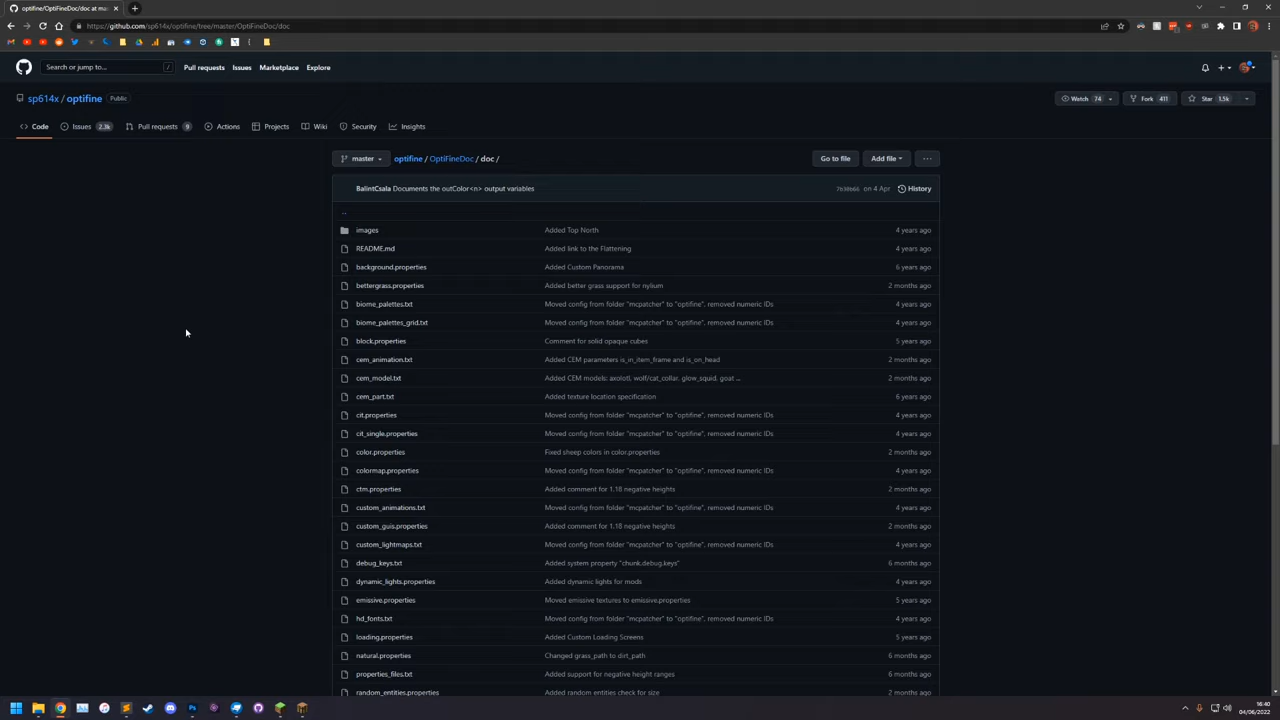 optifine/OptiFineDoc/doc at mas
https://github.com/sp614x/optifine/tree/master/OptiFineDoc/doc
Search or jump to...
/
Pull requests
Issues
Marketplace
Explore
sp614x / optifine
Public
Watch 74
Fork 411
Star 1.5k
Code
Issues 2.3k
Pull requests 9
Actions
Projects
Wiki
Security
Insights
master
optifine / OptiFineDoc / doc /
Go to file
Add file
BalintCsala Documents the outColor<n> output variables
7b38b66 on 4 Apr
History
..
images Added Top North 4 years ago
README.md Added link to the Flattening 4 years ago
background.properties Added Custom Panorama 6 years ago
bettergrass.properties Added better grass support for nylium 2 months ago
biome_palettes.txt Moved config from folder "mcpatcher" to "optifine", removed numeric IDs 4 years ago
biome_palettes_grid.txt Moved config from folder "mcpatcher" to "optifine", removed numeric IDs 4 years ago
block.properties Comment for solid opaque cubes 5 years ago
cem_animation.txt Added CEM parameters is_in_item_frame and is_on_head 2 months ago
cem_model.txt Added CEM models: axolotl, wolf/cat_collar, glow_squid, goat ... 2 months ago
cem_part.txt Added texture location specification 6 years ago
cit.properties Moved config from folder "mcpatcher" to "optifine", removed numeric IDs 4 years ago
cit_single.properties Moved config from folder "mcpatcher" to "optifine", removed numeric IDs 4 years ago
color.properties Fixed sheep colors in color.properties 2 months ago
colormap.properties Moved config from folder "mcpatcher" to "optifine", removed numeric IDs 4 years ago
ctm.properties Added comment for 1.18 negative heights 2 months ago
custom_animations.txt Moved config from folder "mcpatcher" to "optifine", removed numeric IDs 4 years ago
custom_guis.properties Added comment for 1.18 negative heights 2 months ago
custom_lightmaps.txt Moved config from folder "mcpatcher" to "optifine", removed numeric IDs 4 years ago
debug_keys.txt Added system property "chunk.debug.keys" 6 months ago
dynamic_lights.properties Added dynamic lights for mods 4 years ago
emissive.properties Moved emissive textures to emissive.properties 5 years ago
hd_fonts.txt Moved config from folder "mcpatcher" to "optifine", removed numeric IDs 4 years ago
loading.properties Added Custom Loading Screens 5 years ago
natural.properties Changed grass_path to dirt_path 6 months ago
properties_files.txt Added support for negative height ranges 6 months ago
random_entities.properties Added random entities check for size 2 months ago
16:40
04/06/2022